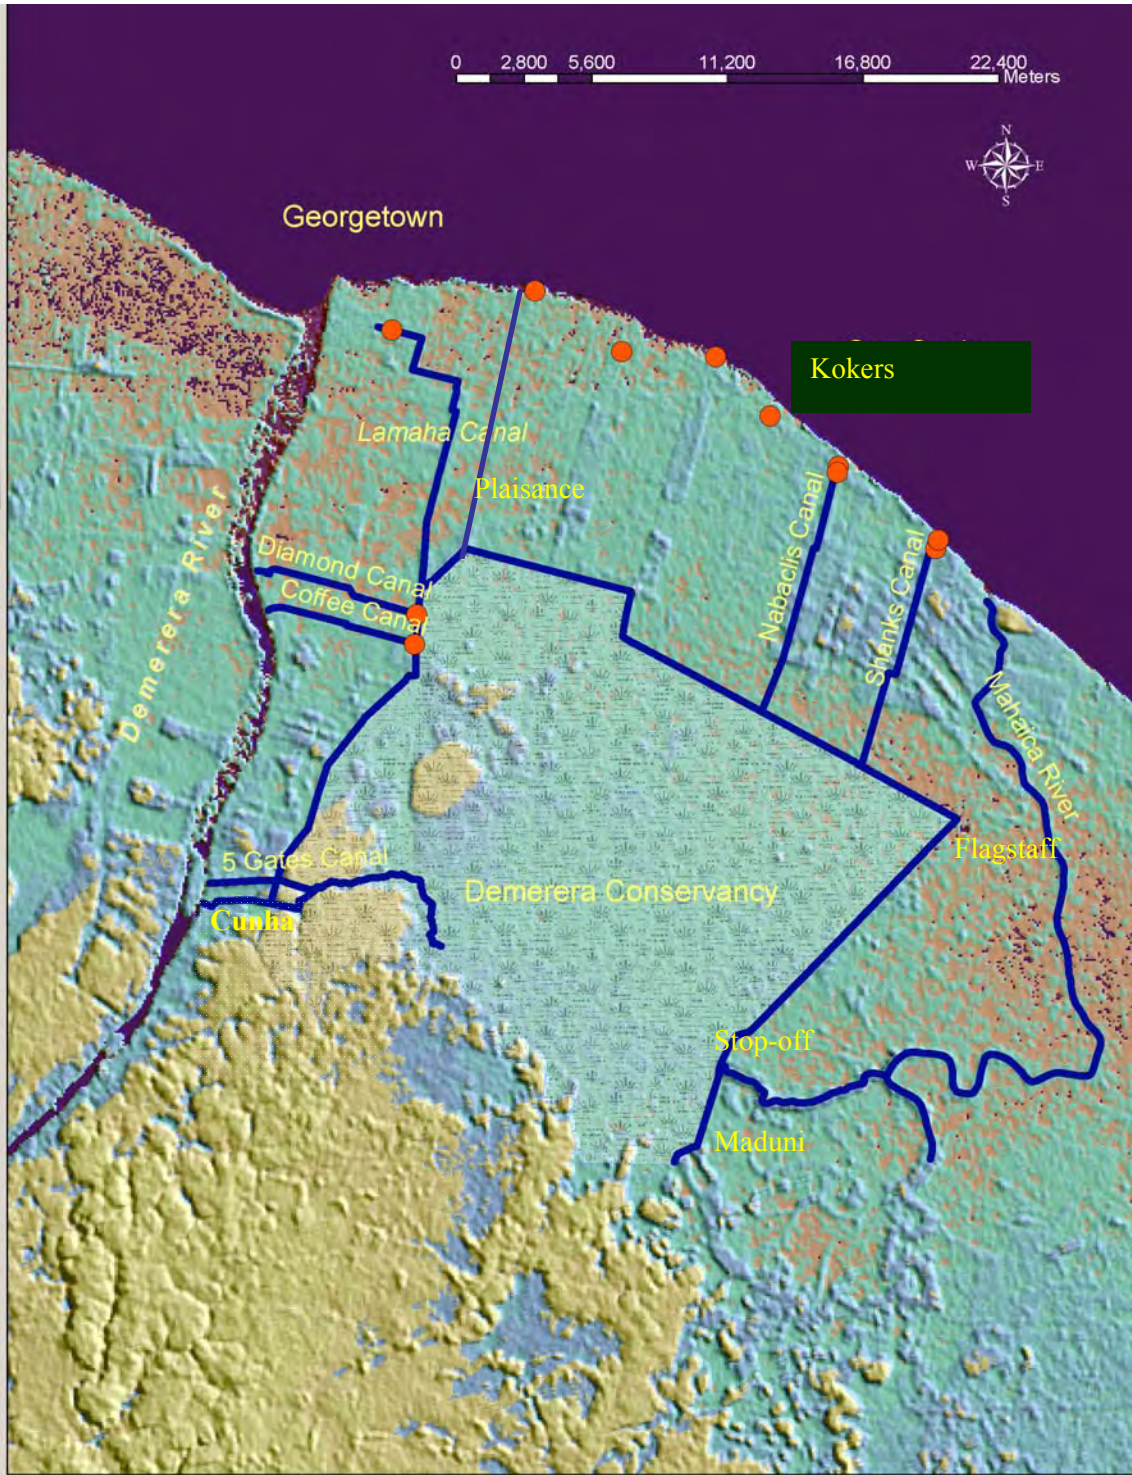 0 2,800 5,600 11,200 16,800 22,400
Meters
N
W E
S
Georgetown
Kokers
Lamaha Canal
Plaisance
Demerera River
Diamond Canal
Coffee Canal
Nabaclis Canal
Shanks Canal
Mahaica River
Flagstaff
5 Gates Canal
Demerera Conservancy
Cunha
Stop-off
Maduni